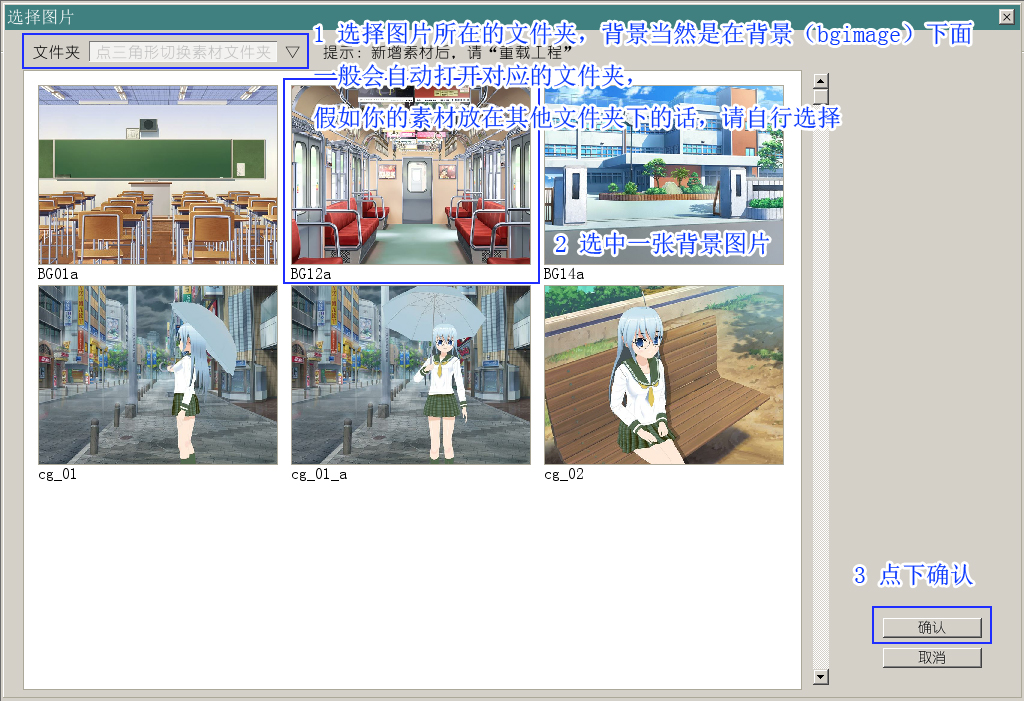 选择图片
1 选择图片所在的文件夹，背景当然是在背景（bgimage）下面
文件夹 点三角形切换素材文件夹 提示：新增素材后，请“重载工程”
一般会自动打开对应的文件夹，
假如你的素材放在其他文件夹下的话，请自行选择
2 选中一张背景图片
BG01a BG12a BG14a
cg_01 cg_01_a cg_02
3 点下确认
确认
取消